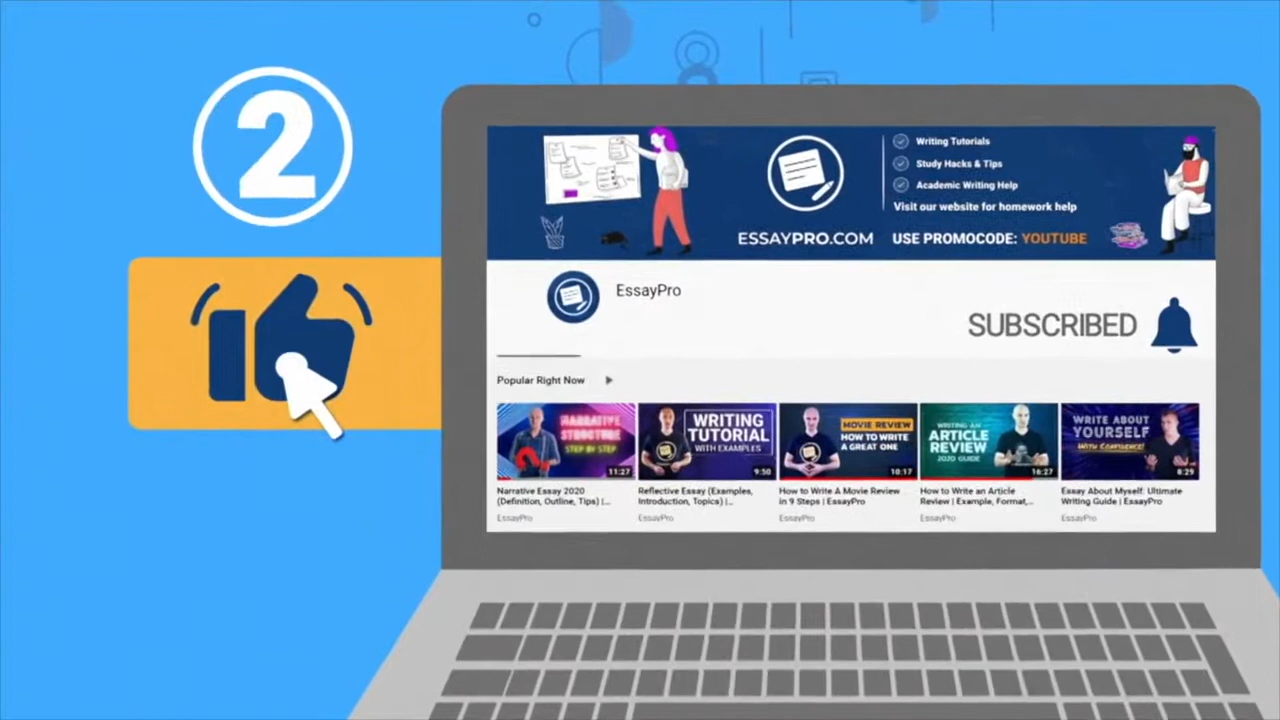 2
Writing Tutorials
Study Hacks & Tips
Academic Writing Help
Visit our website for homework help
ESSAYPRO.COM
USE PROMOCODE: YOUTUBE
EssayPro
SUBSCRIBED
Popular Right Now
NARRATIVE
STRUCTURE
STEP BY STEP
11:27
WRITING
TUTORIAL
WITH EXAMPLES
9:50
MOVIE REVIEW
HOW TO WRITE
A GREAT ONE
10:17
WRITING AN
ARTICLE
REVIEW
2020 GUIDE
16:27
WRITE ABOUT
YOURSELF
WITH CONFIDENCE!
8:29
Narrative Essay 2020
(Definition, Outline, Tips) |...
EssayPro
Reflective Essay (Examples,
Introduction, Topics) |...
EssayPro
How to Write A Movie Review
in 9 Steps | EssayPro
EssayPro
How to Write an Article
Review | Example, Format,...
EssayPro
Essay About Myself: Ultimate
Writing Guide | EssayPro
EssayPro